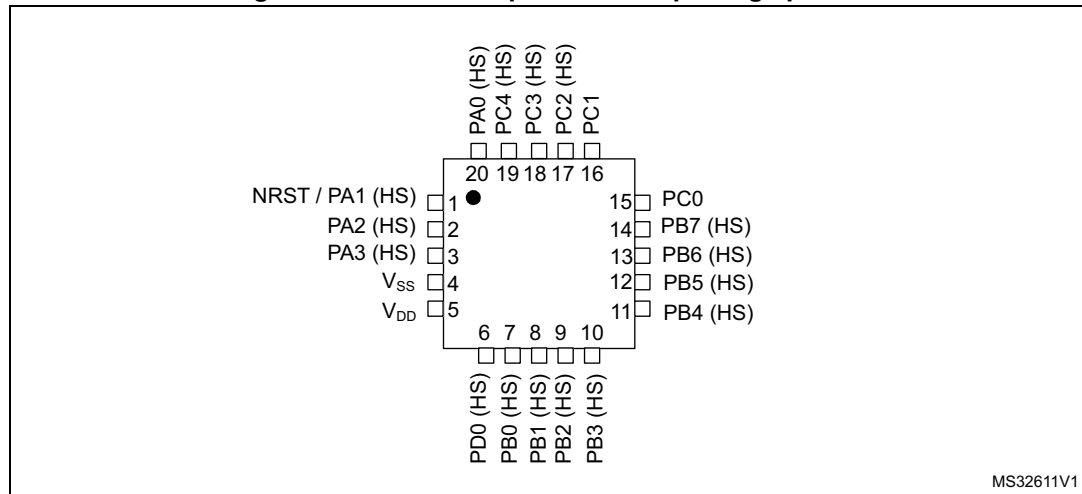 PA0 (HS)
PC4 (HS)
PC3 (HS)
PC2 (HS)
PC1
20 19 18 17 16
NRST / PA1 (HS) 1
PA2 (HS) 2
PA3 (HS) 3
VSS 4
VDD 5
15 PC0
14 PB7 (HS)
13 PB6 (HS)
12 PB5 (HS)
11 PB4 (HS)
6 7 8 9 10
PD0 (HS)
PB0 (HS)
PB1 (HS)
PB2 (HS)
PB3 (HS)
MS32611V1